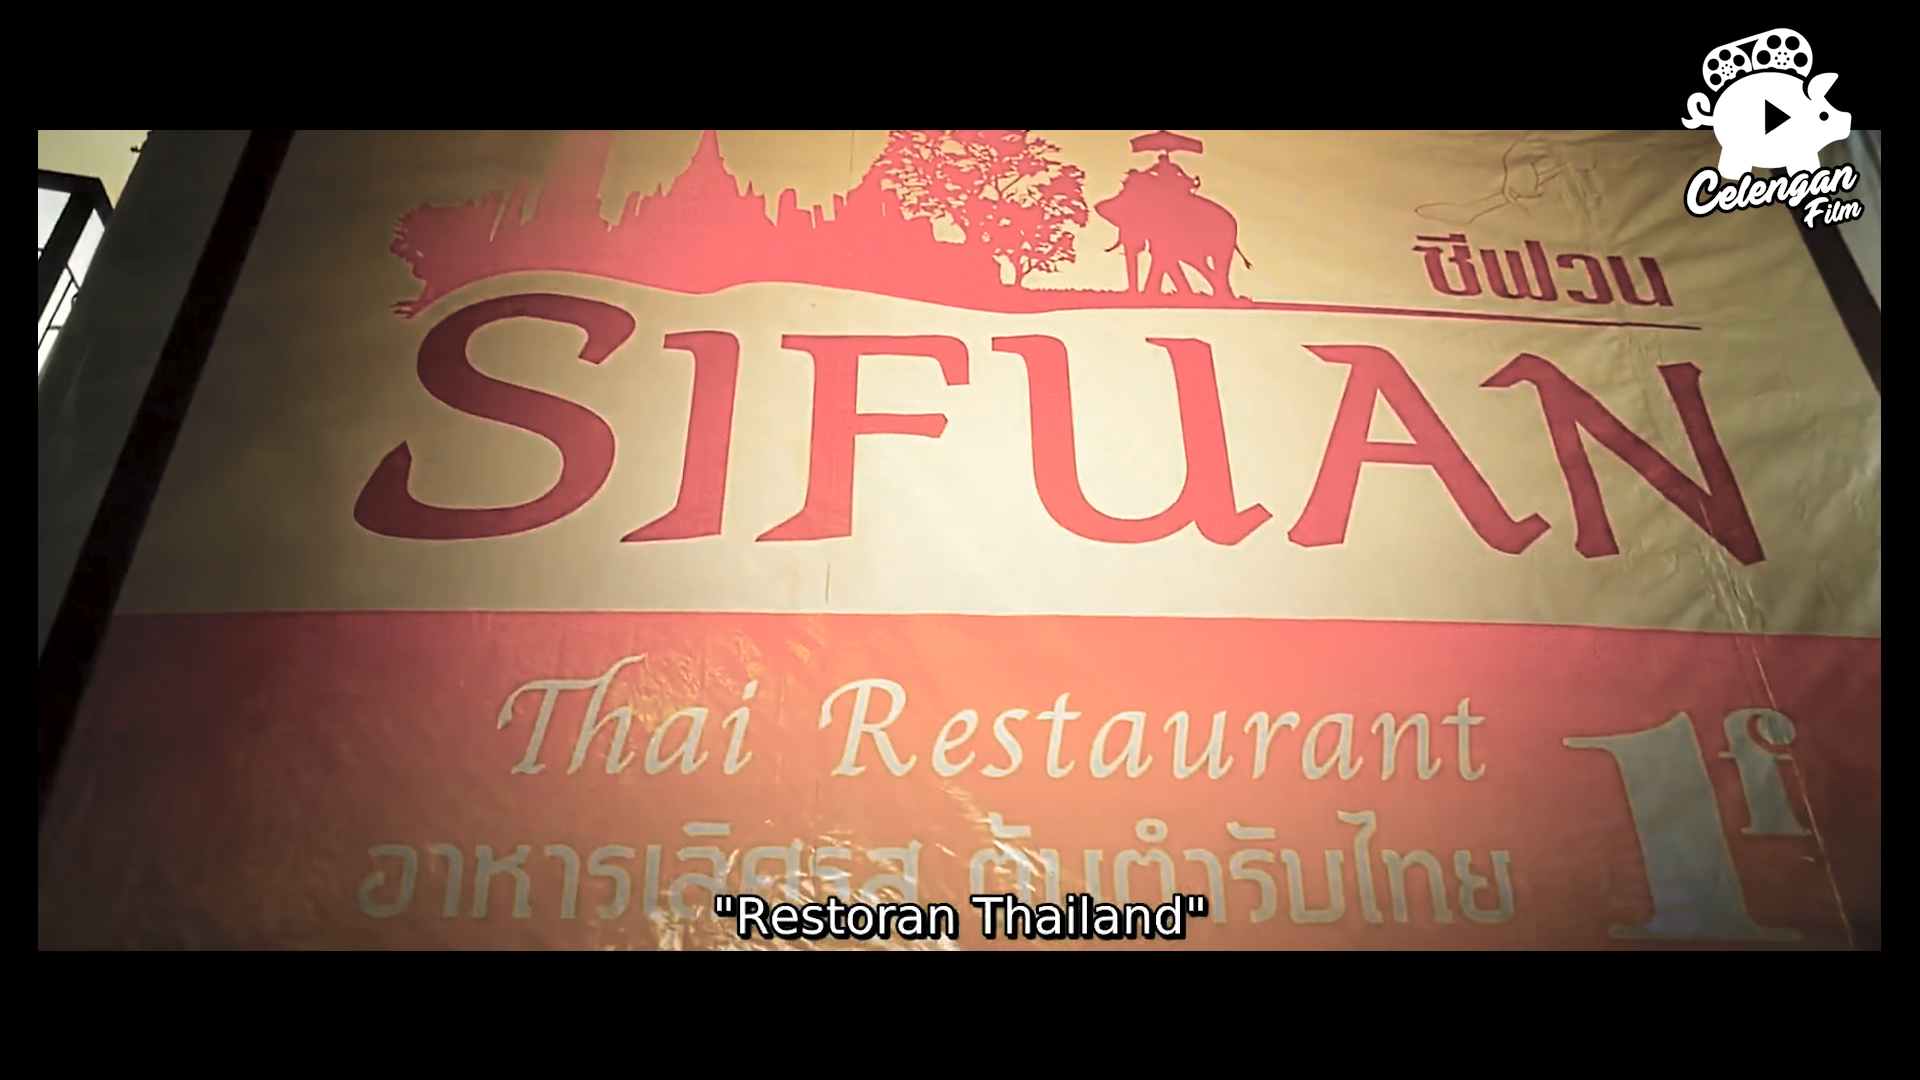 Celengan
Film
ซีฟวน
SIFUAN
Thai Restaurant
1f
อาหารเลิศรส ต้นตำรับไทย
"Restoran Thailand"